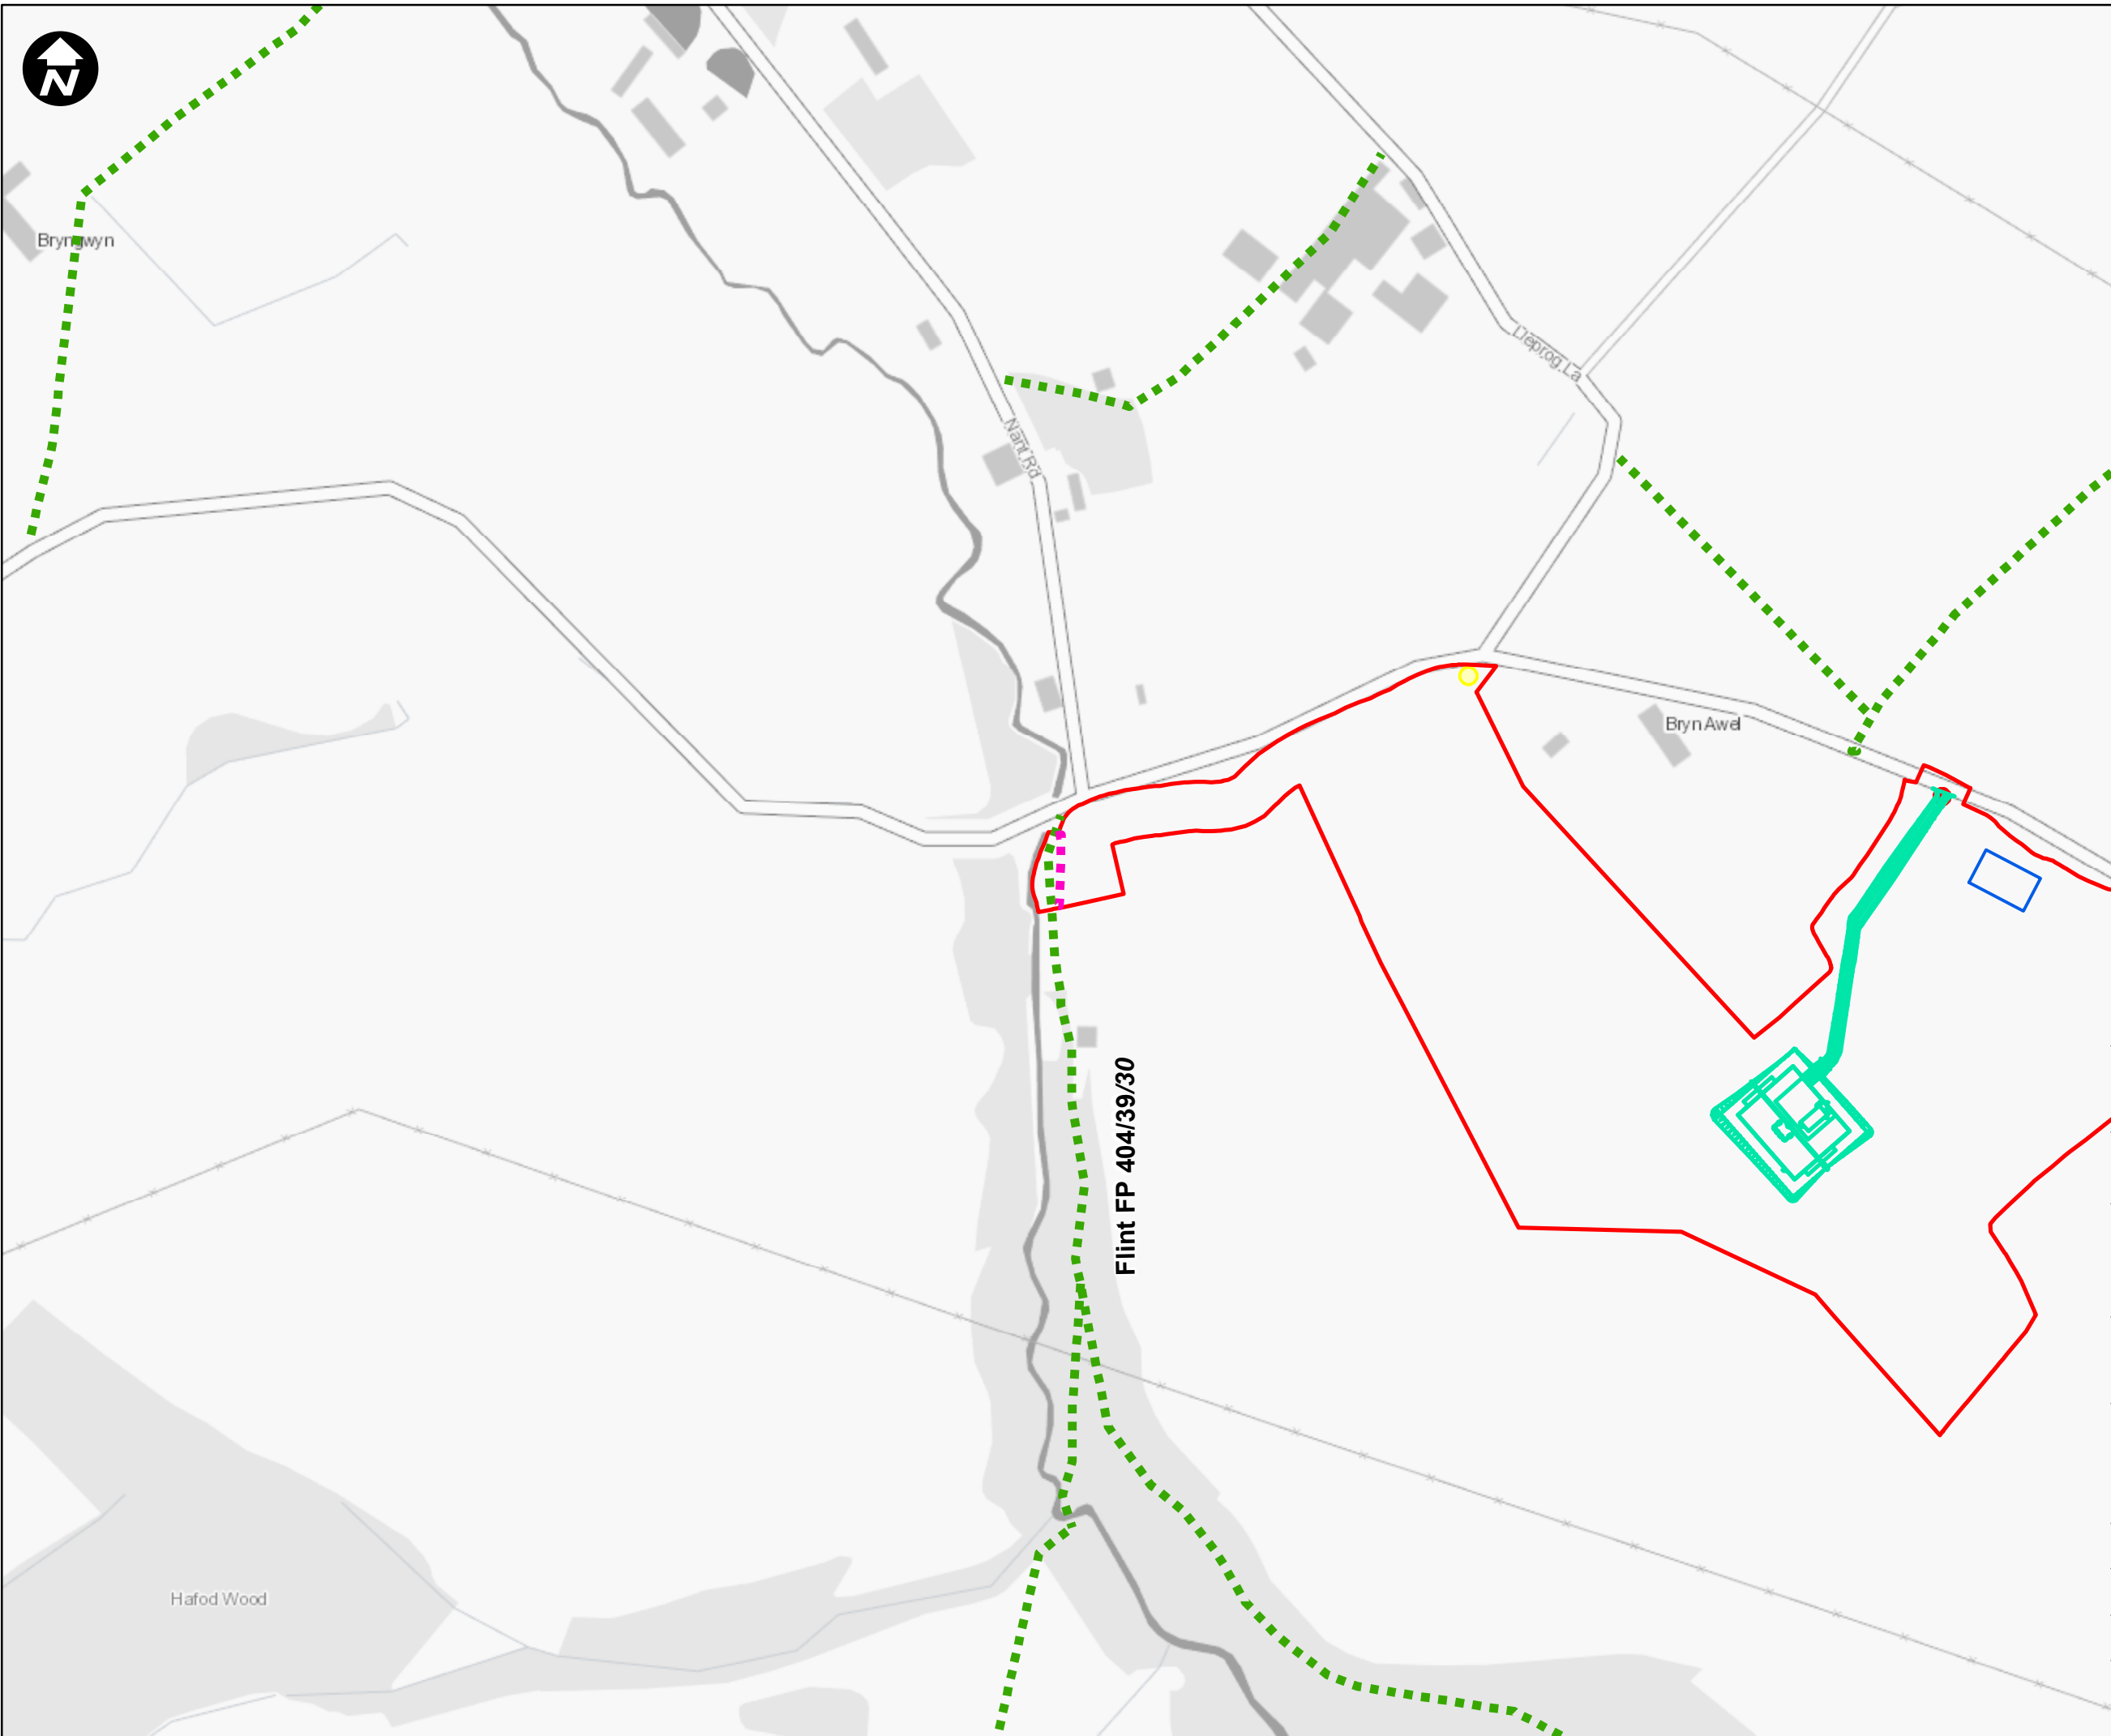 N
Bryngwyn
Lleprog La
Nant Rd
Bryn Awel
Flint FP 404/39/30
Hafod Wood